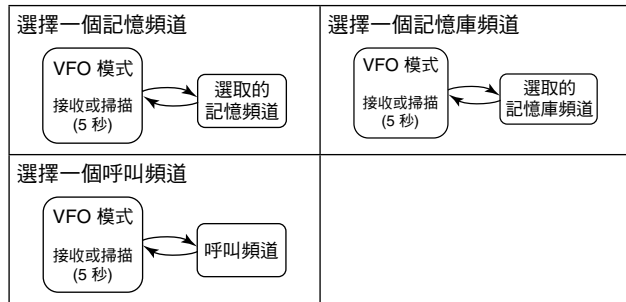 選擇一個記憶頻道
VFO 模式
接收或掃描
(5 秒)
選取的
記憶頻道
選擇一個記憶庫頻道
VFO 模式
接收或掃描
(5 秒)
選取的
記憶庫頻道
選擇一個呼叫頻道
VFO 模式
接收或掃描
(5 秒)
呼叫頻道